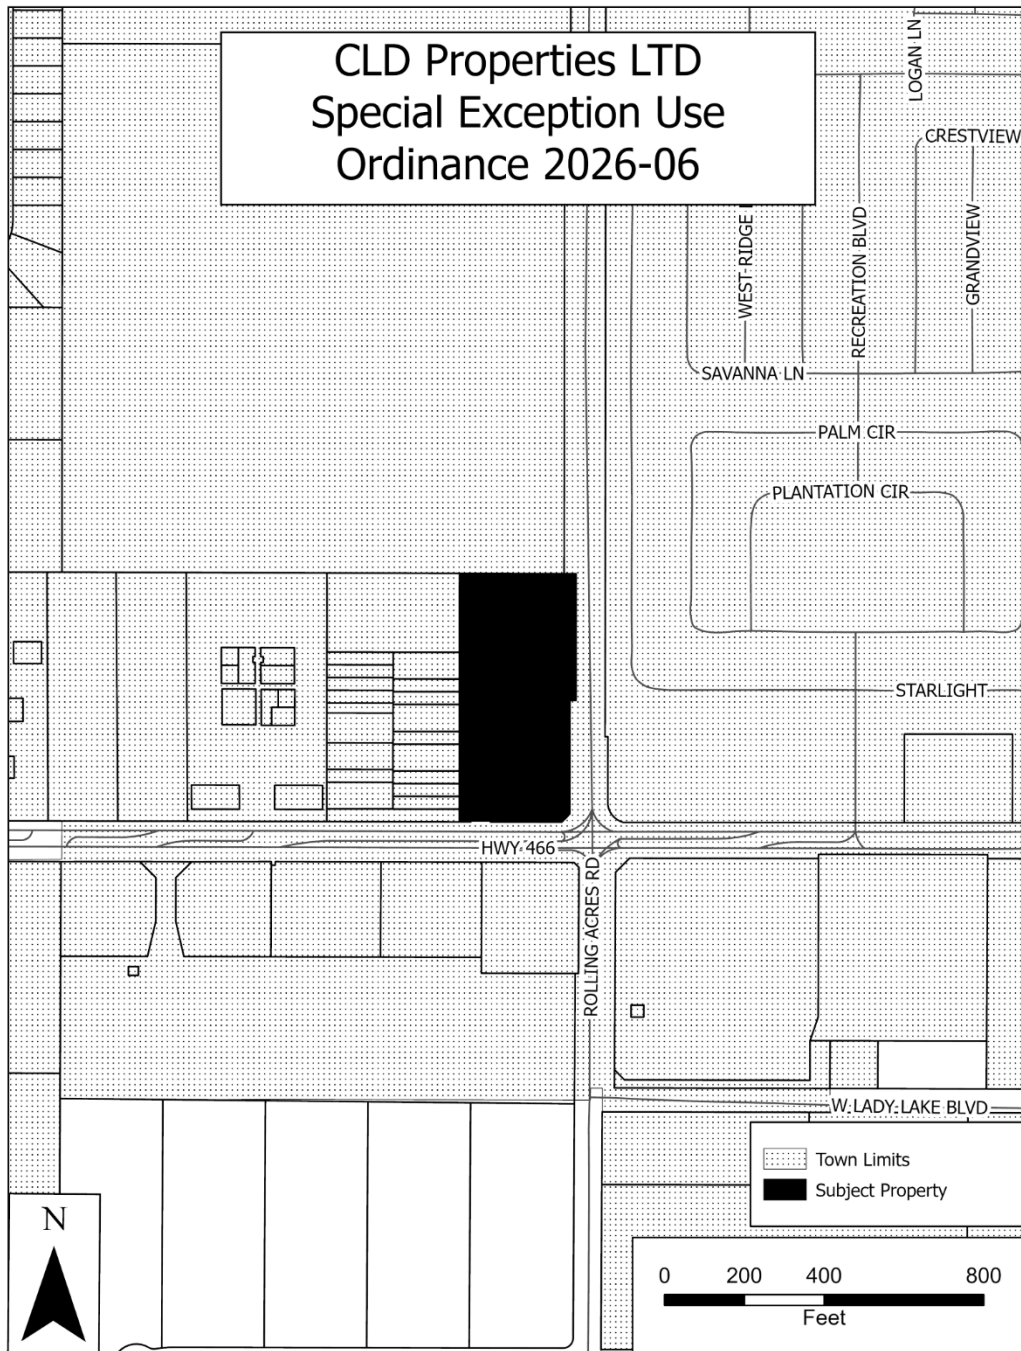 CLD Properties LTD
Special Exception Use
Ordinance 2026-06
LOGAN LN
CRESTVIEW
WEST-RIDGE
RECREATION BLVD
GRANDVIEW
SAVANNA LN
PALM CIR
PLANTATION CIR
STARLIGHT
HWY 466
ROLLING ACRES RD
W LADY LAKE BLVD
Town Limits
Subject Property
N
0 200 400 800
Feet